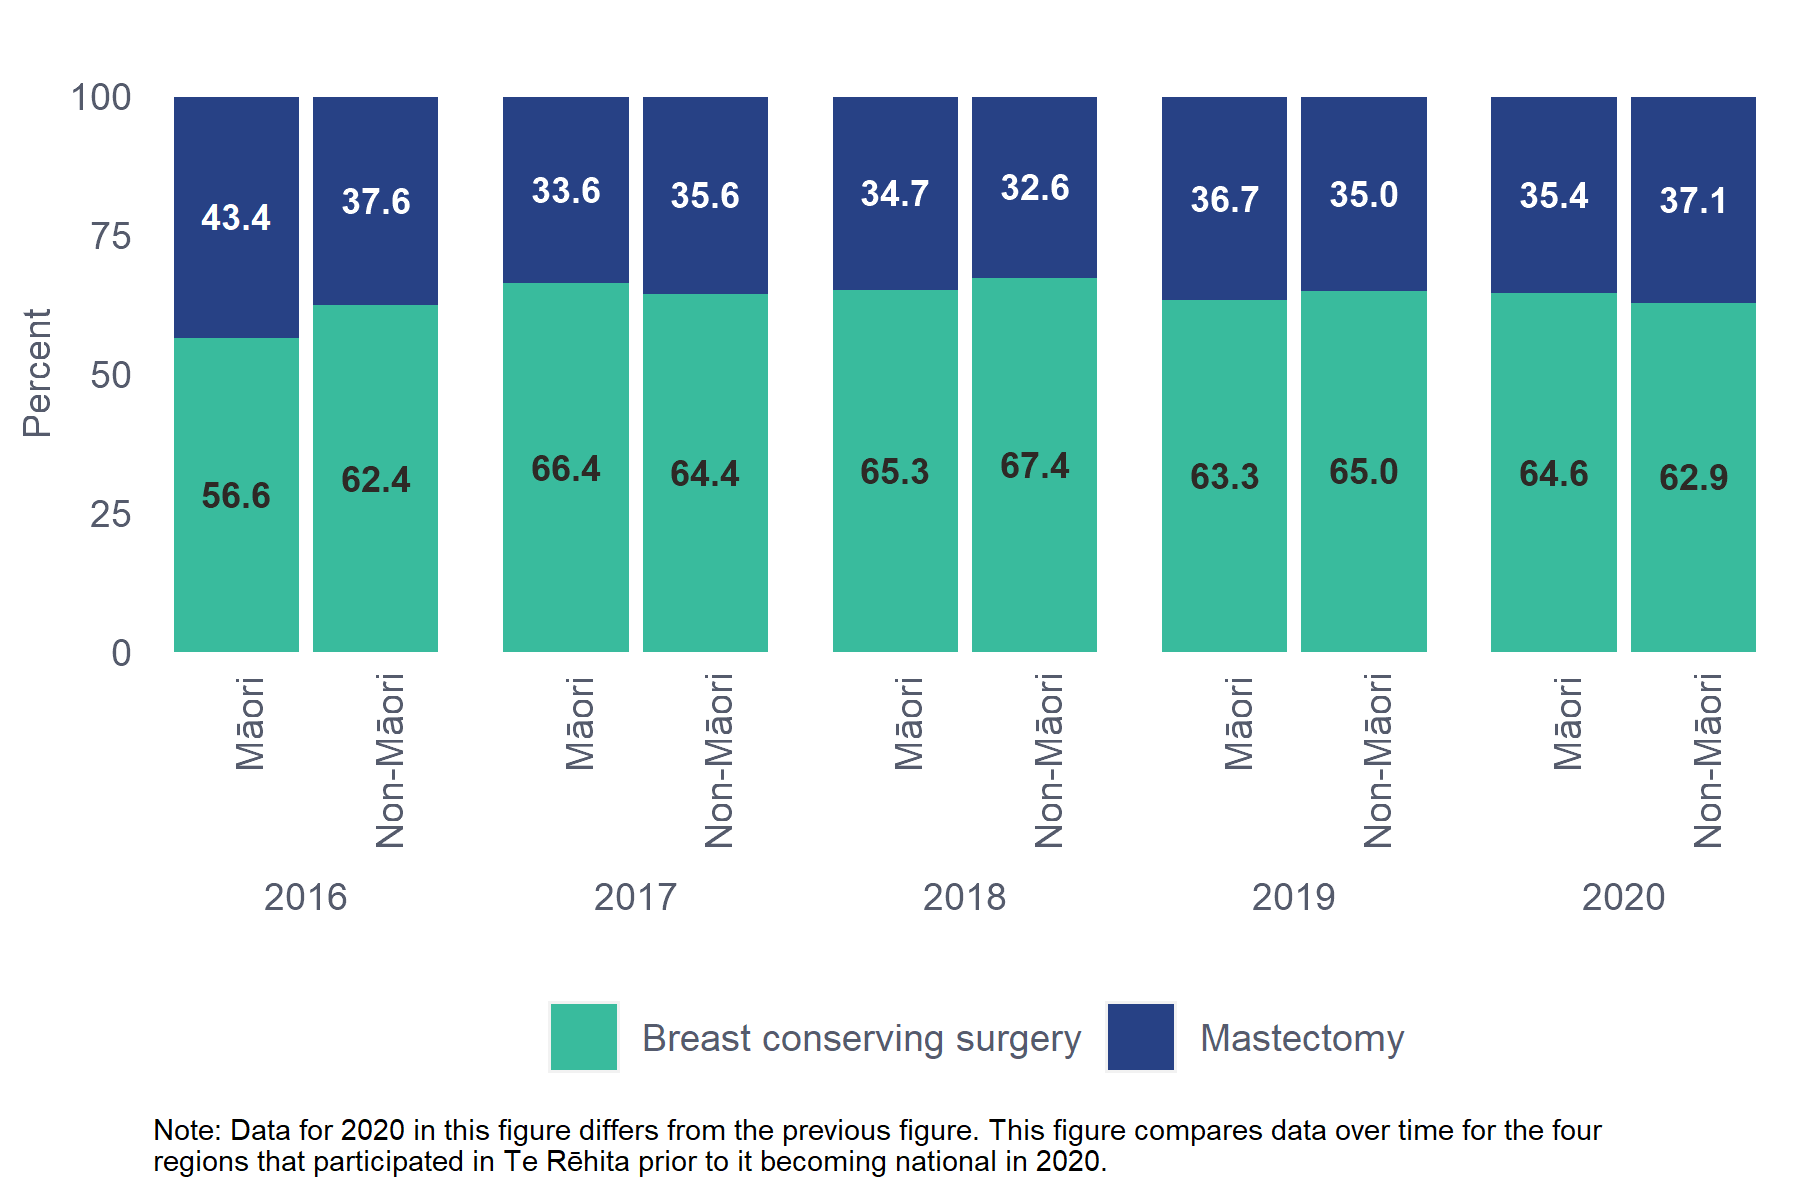 100
75
50
25
0
Percent
43.4
37.6
33.6
35.6
34.7
32.6
36.7
35.0
35.4
37.1
56.6
62.4
66.4
64.4
65.3
67.4
63.3
65.0
64.6
62.9
Māori
Non-Māori
Māori
Non-Māori
Māori
Non-Māori
Māori
Non-Māori
Māori
Non-Māori
2016
2017
2018
2019
2020
Breast conserving surgery
Mastectomy
Note: Data for 2020 in this figure differs from the previous figure. This figure compares data over time for the four
regions that participated in Te Rēhita prior to it becoming national in 2020.